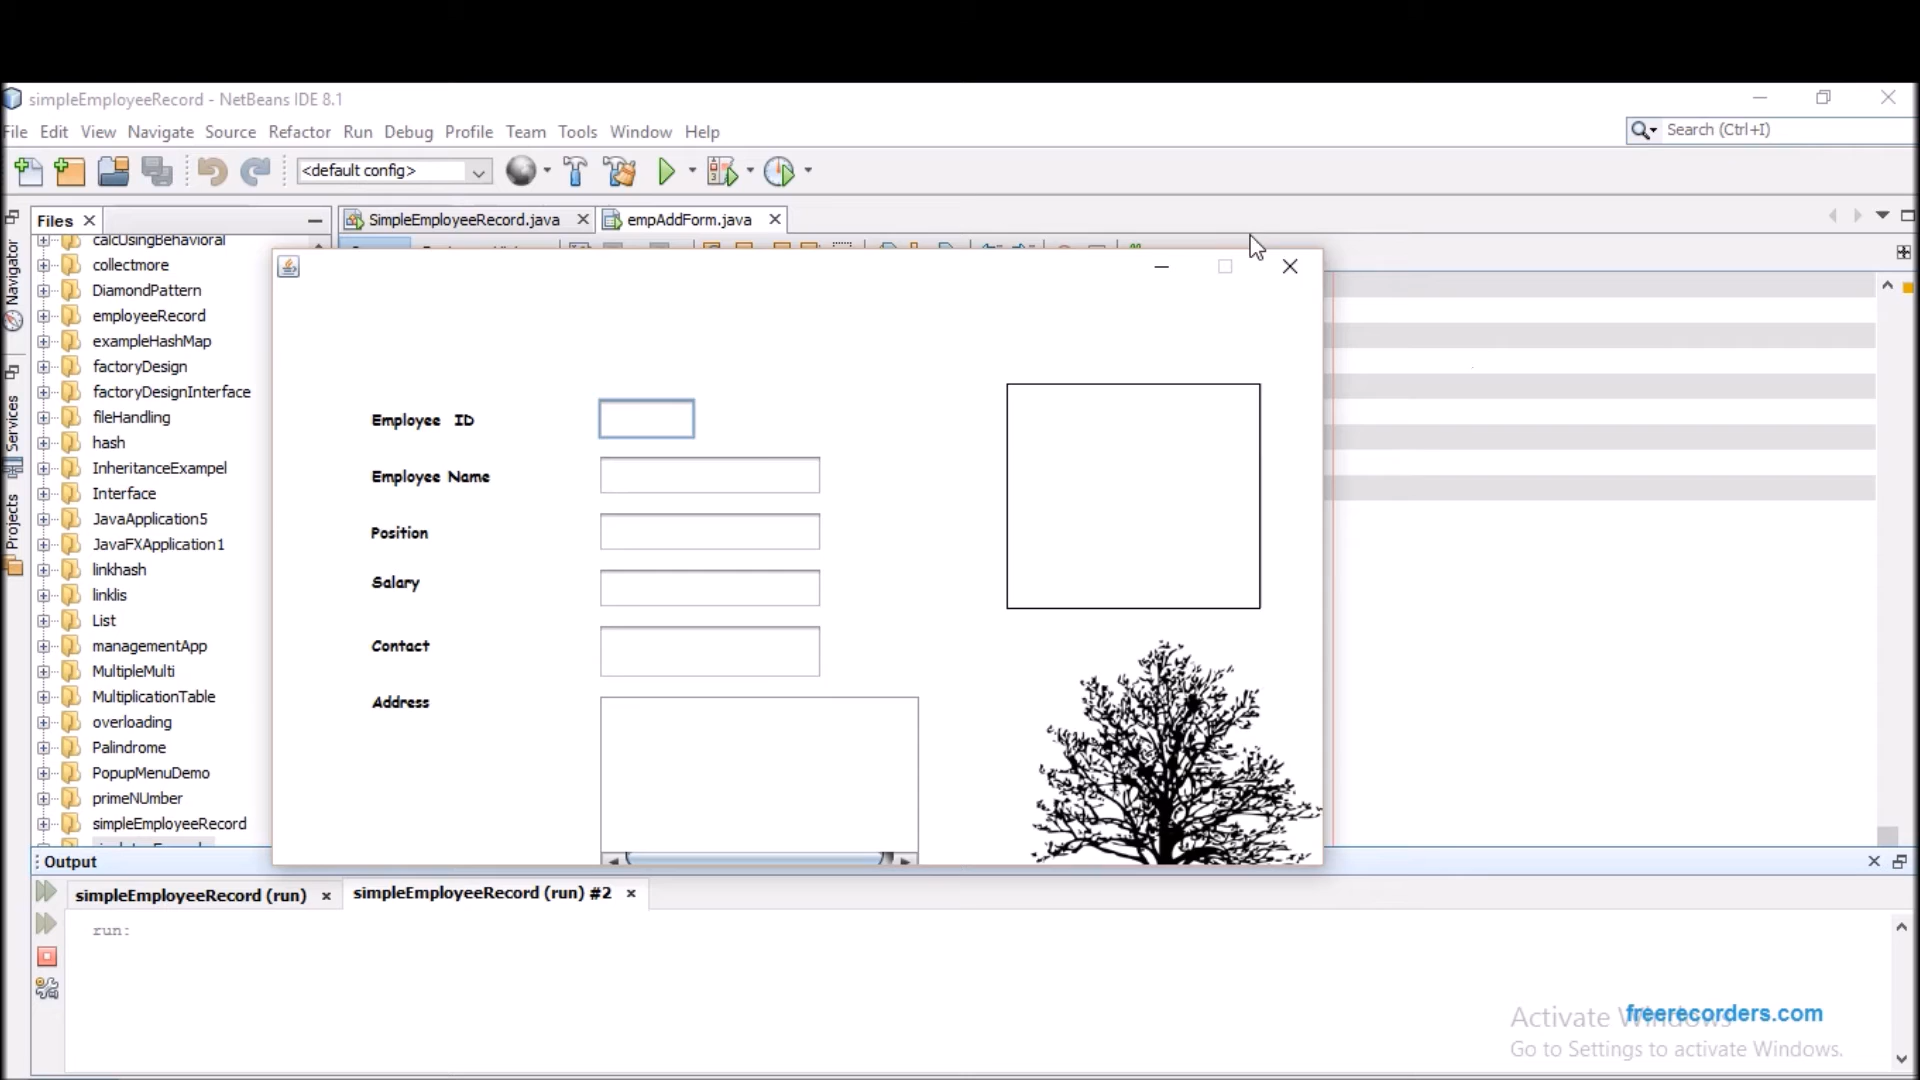 simpleEmployeeRecord - NetBeans IDE 8.1
File Edit View Navigate Source Refactor Run Debug Profile Team Tools Window Help
Search (Ctrl+I)
<default config>
Files
SimpleEmployeeRecord.java
empAddForm.java
Navigator
Services
Projects
calcUsingBehavioral
collectmore
DiamondPattern
employeeRecord
exampleHashMap
factoryDesign
factoryDesignInterface
fileHandling
hash
InheritanceExampel
Interface
JavaApplication5
JavaFXApplication1
linkhash
linklis
List
managementApp
MultipleMulti
MultiplicationTable
overloading
Palindrome
PopupMenuDemo
primeNUmber
simpleEmployeeRecord
Employee ID
Employee Name
Position
Salary
Contact
Address
Output
simpleEmployeeRecord (run)
simpleEmployeeRecord (run) #2
run:
Activate Windows
freerecorders.com
Go to Settings to activate Windows.